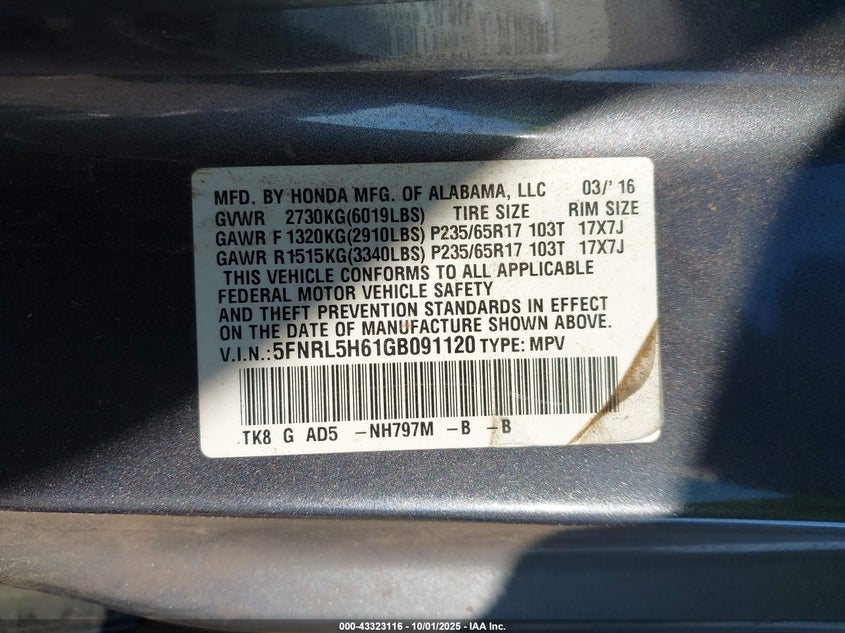 MFD. BY HONDA MFG. OF ALABAMA, LLC 03/' 16
GVWR 2730KG(6019LBS) TIRE SIZE RIM SIZE
GAWR F 1320KG(2910LBS) P235/65R17 103T 17X7J
GAWR R1515KG(3340LBS) P235/65R17 103T 17X7J
THIS VEHICLE CONFORMS TO ALL APPLICABLE
FEDERAL MOTOR VEHICLE SAFETY
AND THEFT PREVENTION STANDARDS IN EFFECT
ON THE DATE OF MANUFACTURE SHOWN ABOVE.
V.I.N.: 5FNRL5H61GB091120 TYPE: MPV
TK8 G AD5 -NH797M -B -B
000-43323116 - 10/01/2025 - IAA Inc.